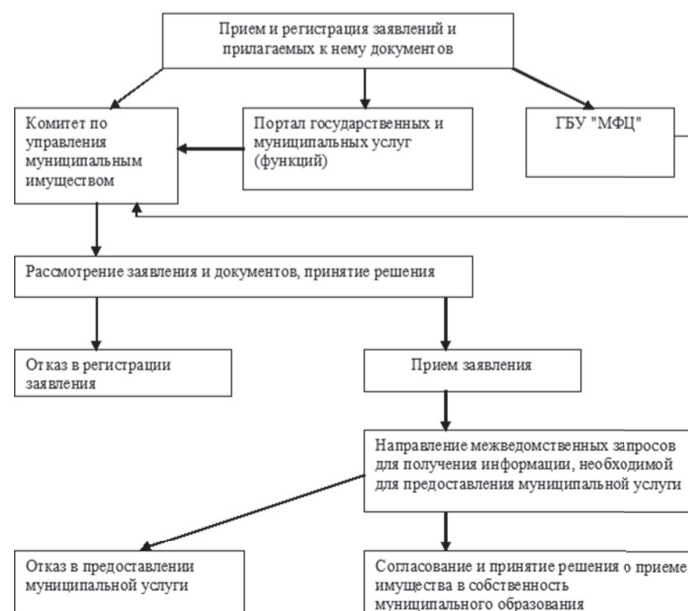 Прием и регистрация заявлений и
прилагаемых к нему документов
Комитет по
управления
муниципальным
имуществом
Портал государственных и
муниципальных услуг
(функций)
ГБУ "МФЦ"
Рассмотрение заявления и документов, принятие решения
Отказ в регистрации
заявления
Прием заявления
Направление межведомственных запросов
для получения информации, необходимой
для предоставления муниципальной услуги
Отказ в предоставлении
муниципальной услуги
Согласование и принятие решения о приеме
имущества в собственность
муниципального образования